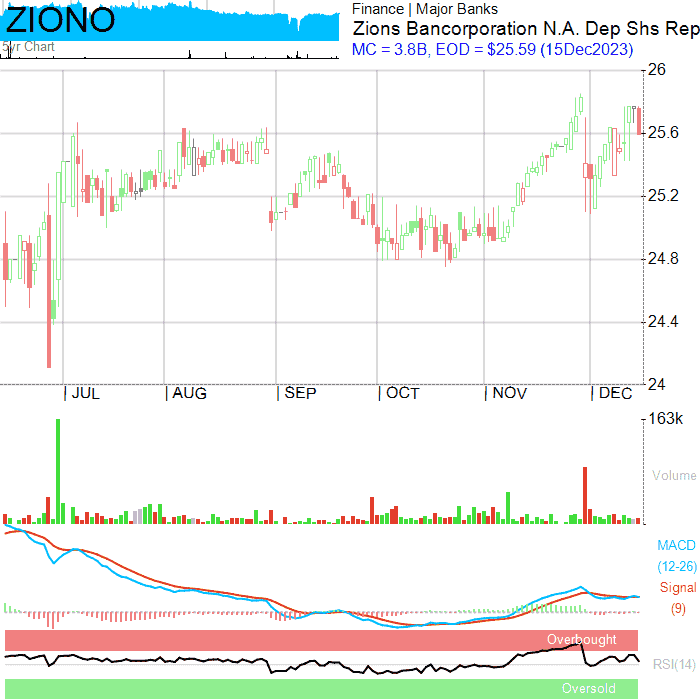 ZIONO
5yr Chart
Finance | Major Banks
Zions Bancorporation N.A. Dep Shs Rep
MC = 3.8B, EOD = $25.59 (15Dec2023)
26
25.6
25.2
24.8
24.4
24
| JUL | AUG | SEP | OCT | NOV | DEC
163k
Volume
MACD
(12-26)
Signal
(9)
Overbought
RSI(14)
Oversold